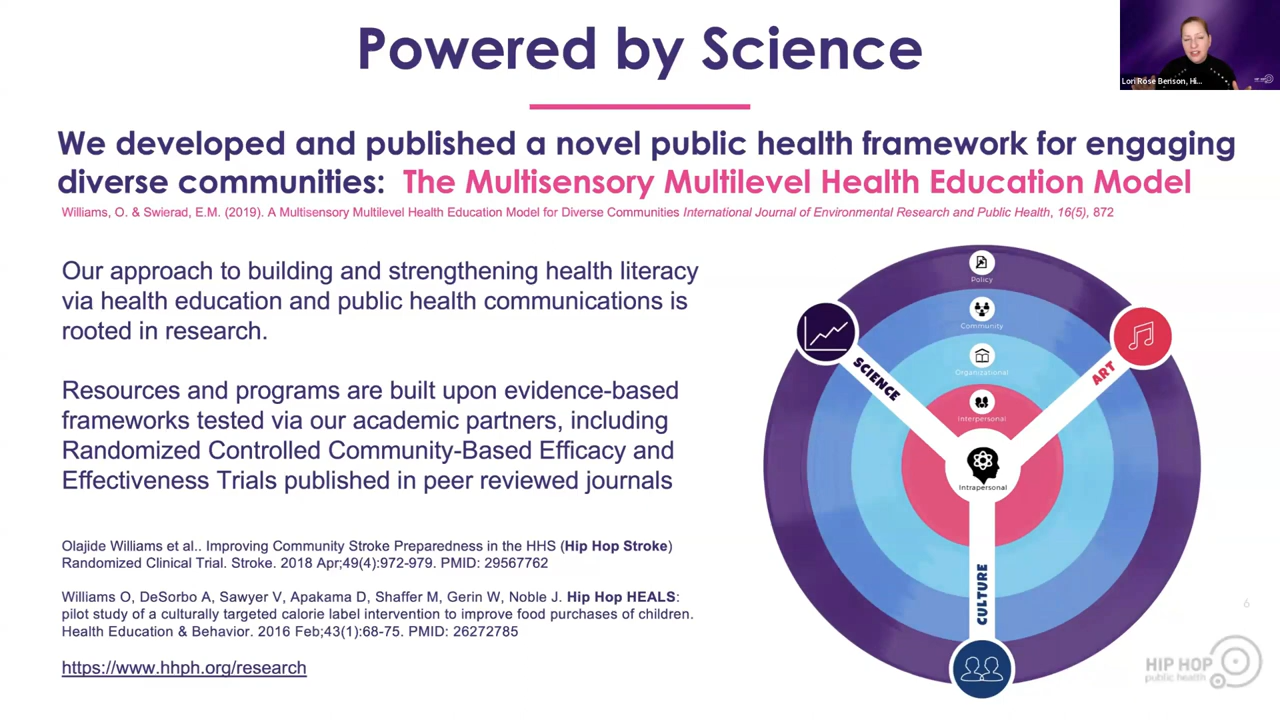 Powered by Science
Lori Rose Benson, Hi...
We developed and published a novel public health framework for engaging
diverse communities: The Multisensory Multilevel Health Education Model
Williams, O. & Swierad, E.M. (2019). A Multisensory Multilevel Health Education Model for Diverse Communities International Journal of Environmental Research and Public Health, 16(5), 872
Our approach to building and strengthening health literacy
via health education and public health communications is
rooted in research.
Resources and programs are built upon evidence-based
frameworks tested via our academic partners, including
Randomized Controlled Community-Based Efficacy and
Effectiveness Trials published in peer reviewed journals
Olajide Williams et al.. Improving Community Stroke Preparedness in the HHS (Hip Hop Stroke)
Randomized Clinical Trial. Stroke. 2018 Apr;49(4):972-979. PMID: 29567762
Williams O, DeSorbo A, Sawyer V, Apakama D, Shaffer M, Gerin W, Noble J. Hip Hop HEALS:
pilot study of a culturally targeted calorie label intervention to improve food purchases of children.
Health Education & Behavior. 2016 Feb;43(1):68-75. PMID: 26272785
https://www.hhph.org/research
Policy
Community
Organizational
Interpersonal
Intrapersonal
SCIENCE
ART
CULTURE
6
HIP HOP
public health